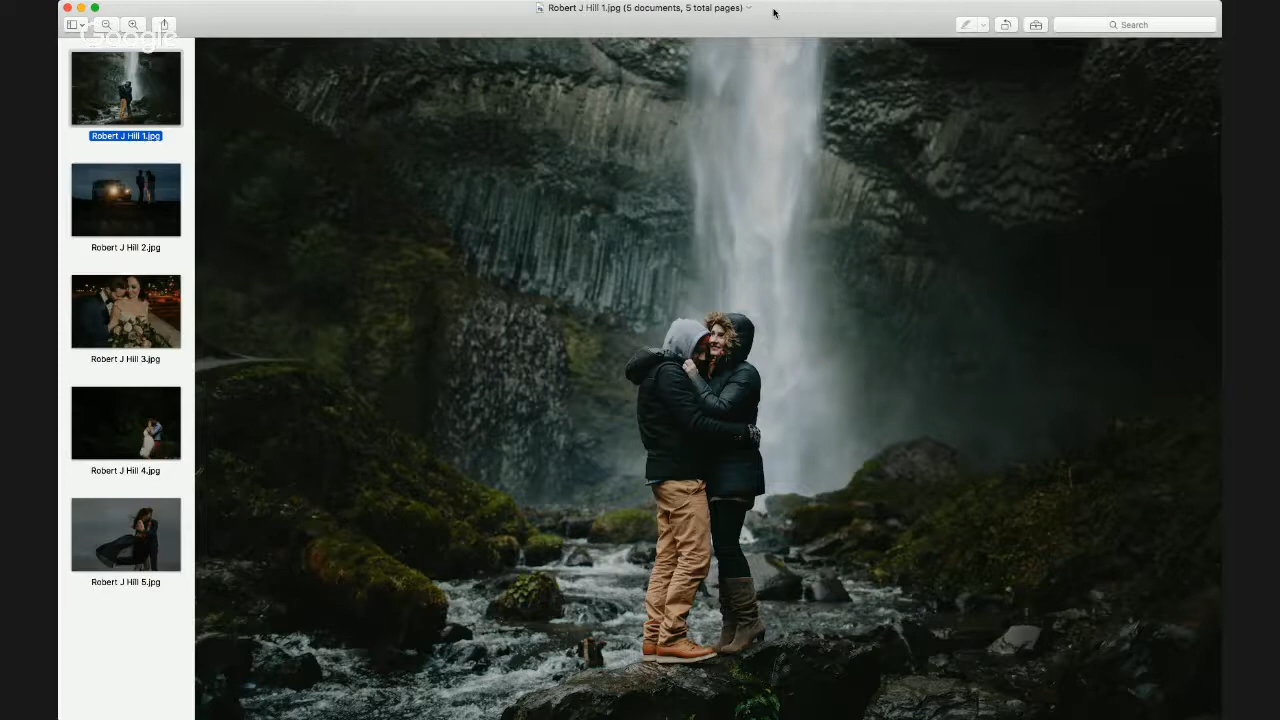 Robert J Hill 1.jpg (5 documents, 5 total pages)
Search
Google
Robert J Hill 1.jpg
Robert J Hill 2.jpg
Robert J Hill 3.jpg
Robert J Hill 4.jpg
Robert J Hill 5.jpg